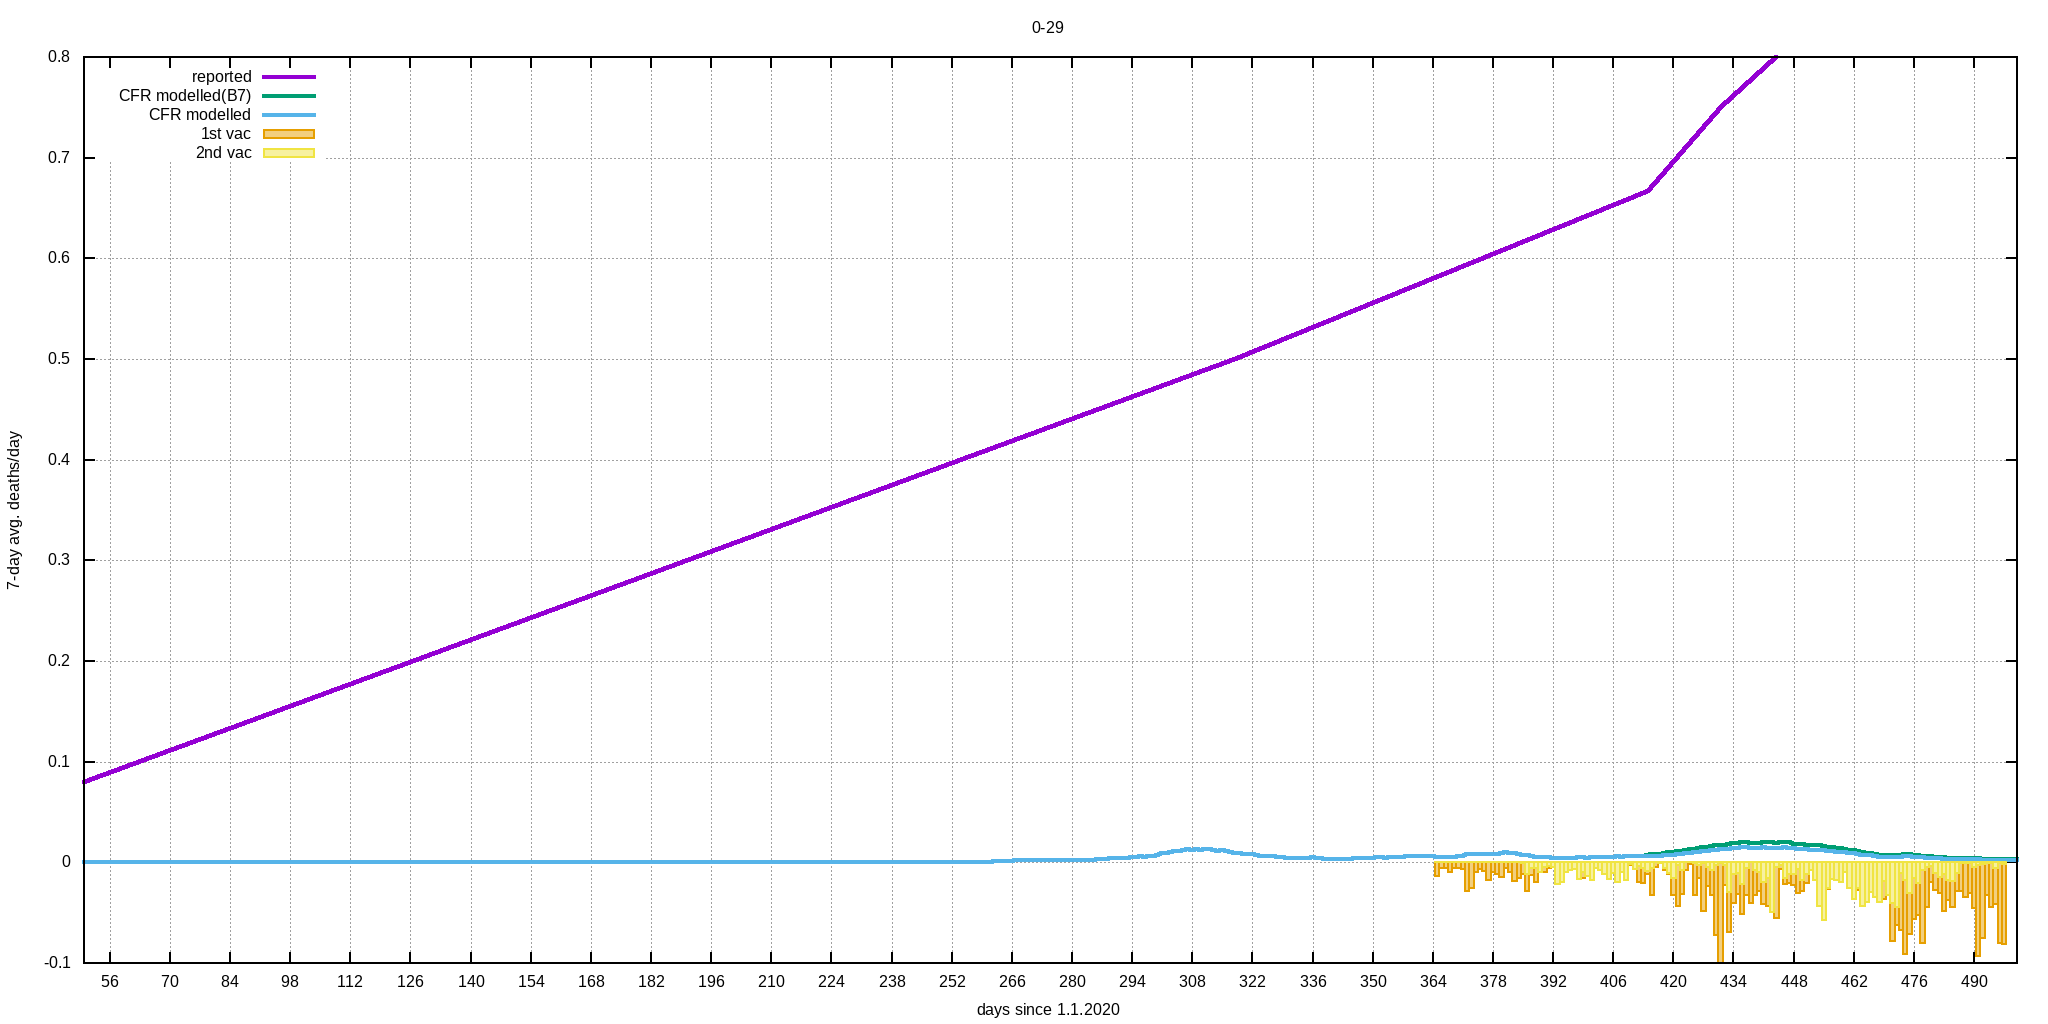 0-29
reported
CFR modelled(B7)
CFR modelled
1st vac
2nd vac
0.8
0.7
0.6
0.5
0.4
0.3
0.2
0.1
0
-0.1
7-day avg. deaths/day
56 70 84 98 112 126 140 154 168 182 196 210 224 238 252 266 280 294 308 322 336 350 364 378 392 406 420 434 448 462 476 490
days since 1.1.2020